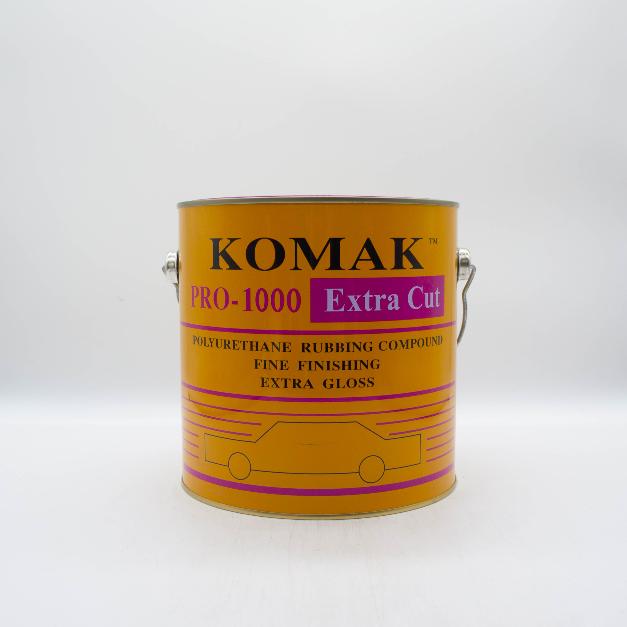 KOMAK™
PRO-1000 Extra Cut
POLYURETHANE RUBBING COMPOUND
FINE FINISHING
EXTRA GLOSS